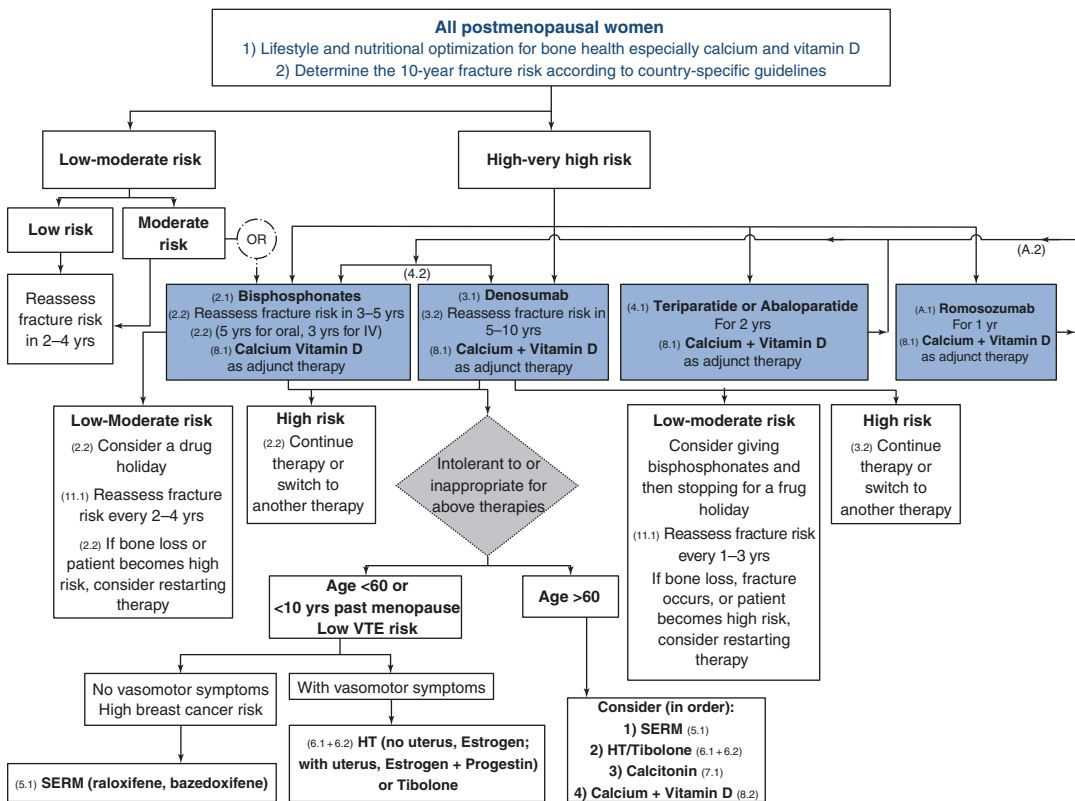 All postmenopausal women
1) Lifestyle and nutritional optimization for bone health especially calcium and vitamin D
2) Determine the 10-year fracture risk according to country-specific guidelines
Low-moderate risk
High-very high risk
Low risk
Moderate
risk
OR
(A.2)
(4.2)
Reassess
fracture risk
in 2–4 yrs
(2.1) Bisphosphonates
(2.2) Reassess fracture risk in 3–5 yrs
(2.2) (5 yrs for oral, 3 yrs for IV)
(8.1) Calcium Vitamin D
as adjunct therapy
(3.1) Denosumab
(3.2) Reassess fracture risk in
5–10 yrs
(8.1) Calcium + Vitamin D
as adjunct therapy
(4.1) Teriparatide or Abaloparatide
For 2 yrs
(8.1) Calcium + Vitamin D
as adjunct therapy
(A.1) Romosozumab
For 1 yr
(8.1) Calcium + Vitamin D
as adjunct therapy
Low-Moderate risk
(2.2) Consider a drug
holiday
(11.1) Reassess fracture
risk every 2–4 yrs
(2.2) If bone loss or
patient becomes high
risk, consider restarting
therapy
High risk
(2.2) Continue
therapy or
switch to
another therapy
Intolerant to or
inappropriate for
above therapies
Low-moderate risk
Consider giving
bisphosphonates and
then stopping for a frug
holiday
(11.1) Reassess fracture risk
every 1–3 yrs
If bone loss, fracture
occurs, or patient
becomes high risk,
consider restarting
therapy
High risk
(3.2) Continue
therapy or
switch to
another therapy
Age <60 or
<10 yrs past menopause
Low VTE risk
Age >60
No vasomotor symptoms
High breast cancer risk
With vasomotor symptoms
(5.1) SERM (raloxifene, bazedoxifene)
(6.1+6.2) HT (no uterus, Estrogen;
with uterus, Estrogen + Progestin)
or Tibolone
Consider (in order):
1) SERM (5.1)
2) HT/Tibolone (6.1+6.2)
3) Calcitonin (7.1)
4) Calcium + Vitamin D (8.2)